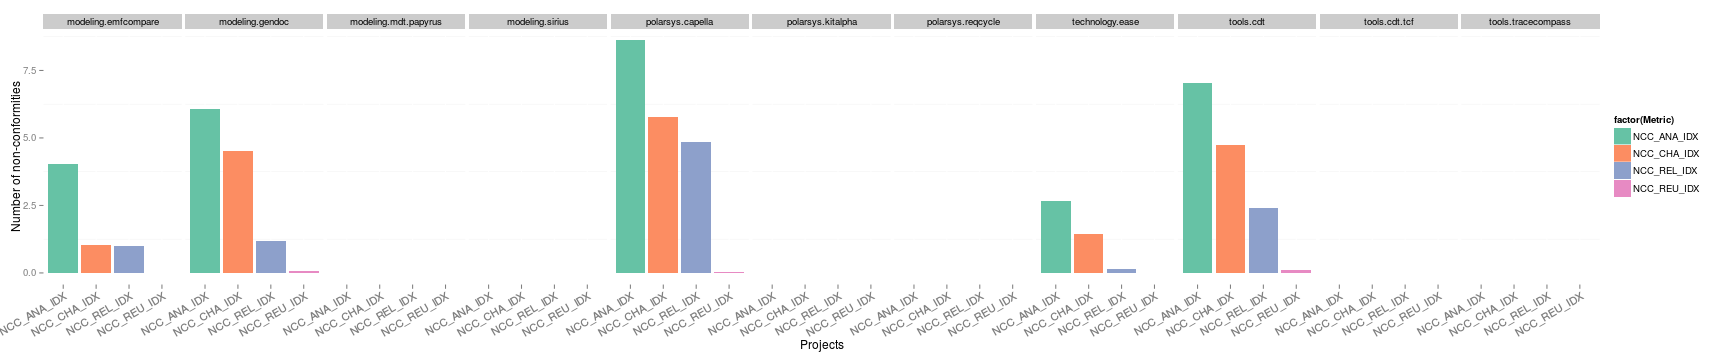 modeling.emfcompare modeling.gendoc modeling.mdt.papyrus modeling.sirius polarsys.capella polarsys.kitalpha polarsys.reqcycle technology.ease tools.cdt tools.cdt.tcf tools.tracecompass
Number of non-conformities
7.5
5.0
2.5
0.0
NCC_ANA_IDX NCC_CHA_IDX NCC_REL_IDX NCC_REU_IDX NCC_ANA_IDX NCC_CHA_IDX NCC_REL_IDX NCC_REU_IDX NCC_ANA_IDX NCC_CHA_IDX NCC_REL_IDX NCC_REU_IDX NCC_ANA_IDX NCC_CHA_IDX NCC_REL_IDX NCC_REU_IDX NCC_ANA_IDX NCC_CHA_IDX NCC_REL_IDX NCC_REU_IDX NCC_ANA_IDX NCC_CHA_IDX NCC_REL_IDX NCC_REU_IDX NCC_ANA_IDX NCC_CHA_IDX NCC_REL_IDX NCC_REU_IDX NCC_ANA_IDX NCC_CHA_IDX NCC_REL_IDX NCC_REU_IDX NCC_ANA_IDX NCC_CHA_IDX NCC_REL_IDX NCC_REU_IDX NCC_ANA_IDX NCC_CHA_IDX NCC_REL_IDX NCC_REU_IDX NCC_ANA_IDX NCC_CHA_IDX NCC_REL_IDX NCC_REU_IDX
Projects
factor(Metric)
NCC_ANA_IDX
NCC_CHA_IDX
NCC_REL_IDX
NCC_REU_IDX